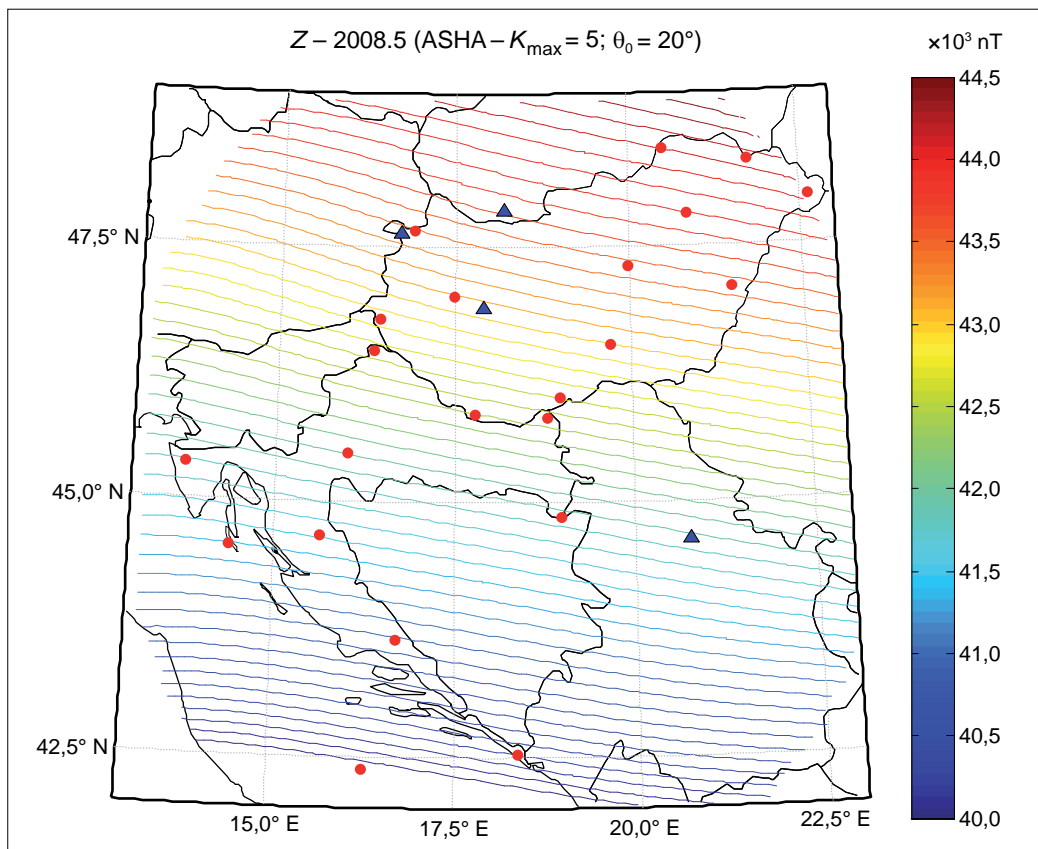 Z – 2008.5 (ASHA – Kmax = 5; θ0 = 20°)
×10³ nT
44,5
44,0
43,5
43,0
42,5
42,0
41,5
41,0
40,5
40,0
47,5° N
45,0° N
42,5° N
15,0° E
17,5° E
20,0° E
22,5° E